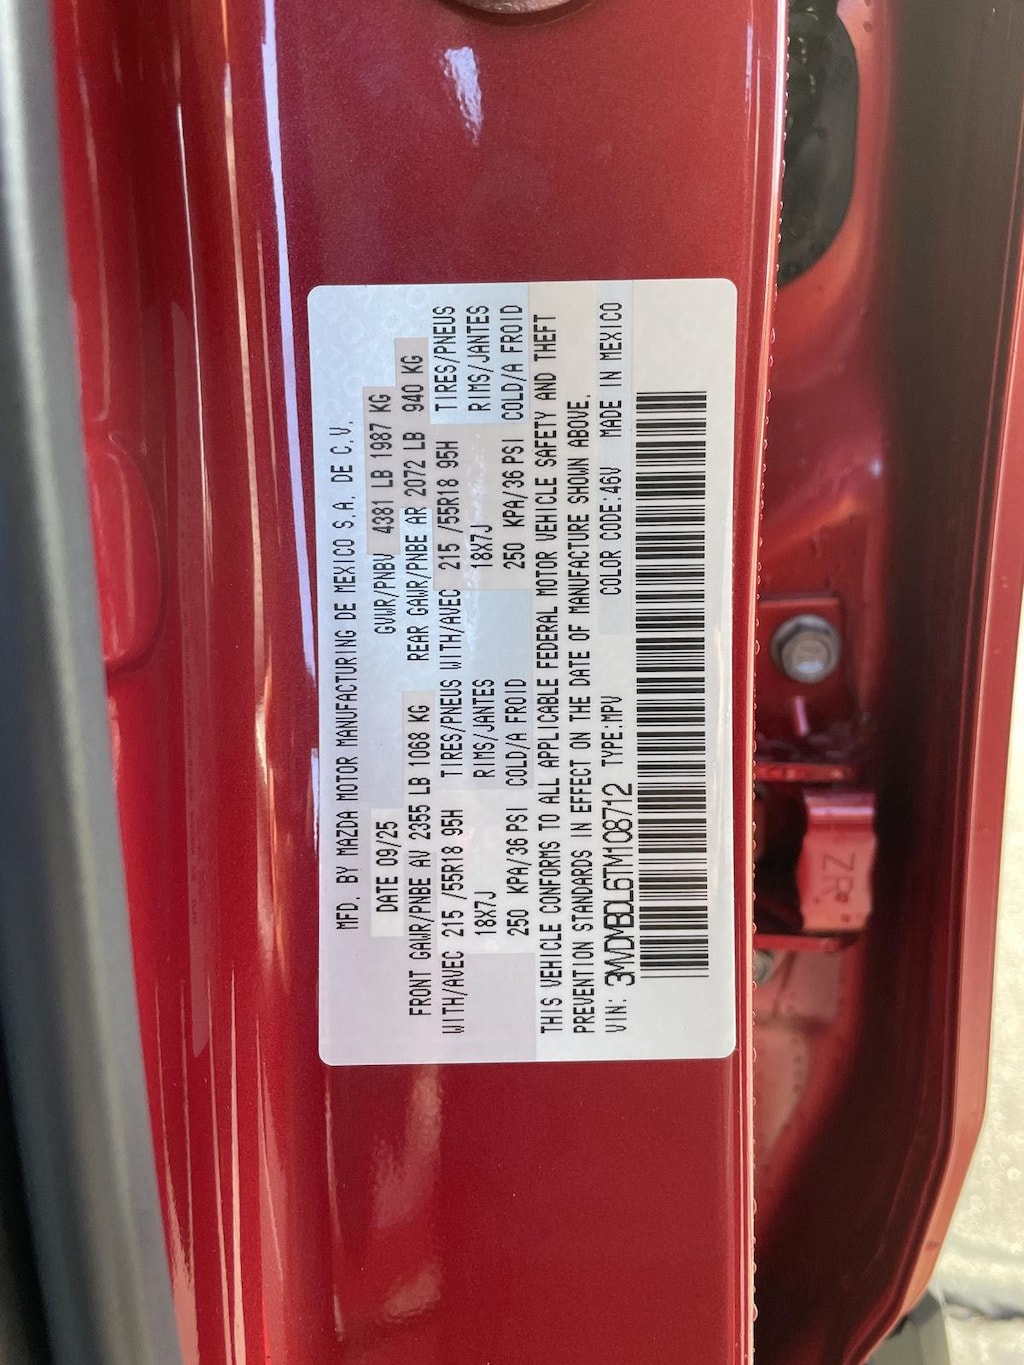 MFD. BY MAZDA MOTOR MANUFACTURING DE MEXICO S.A. DE C.V.
DATE 09/25 GVWR/PNBV 4381 LB 1987 KG
FRONT GAWR/PNBE AV 2355 LB 1068 KG REAR GAWR/PNBE AR 2072 LB 940 KG
WITH/AVEC 215 /55R18 95H TIRES/PNEUS WITH/AVEC 215 /55R18 95H TIRES/PNEUS
18X7J RIMS/JANTES 18X7J RIMS/JANTES
250 KPA/36 PSI COLD/A FROID 250 KPA/36 PSI COLD/A FROID
THIS VEHICLE CONFORMS TO ALL APPLICABLE FEDERAL MOTOR VEHICLE SAFETY AND THEFT
PREVENTION STANDARDS IN EFFECT ON THE DATE OF MANUFACTURE SHOWN ABOVE.
VIN: 3MVDMBDL6TM108712 TYPE:MPV COLOR CODE:46V MADE IN MEXICO
ZR